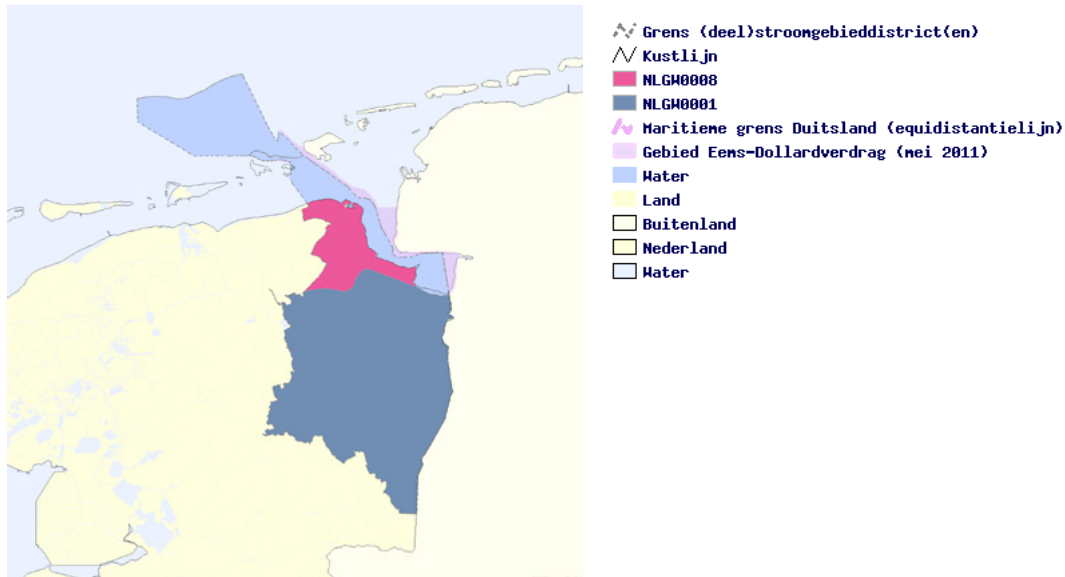 Grens (deel)stroomgebieddistrict(en)
Kustlijn
NLGW0008
NLGW0001
Maritieme grens Duitsland (equidistantielijn)
Gebied Eems-Dollardverdrag (mei 2011)
Water
Land
Buitenland
Nederland
Water